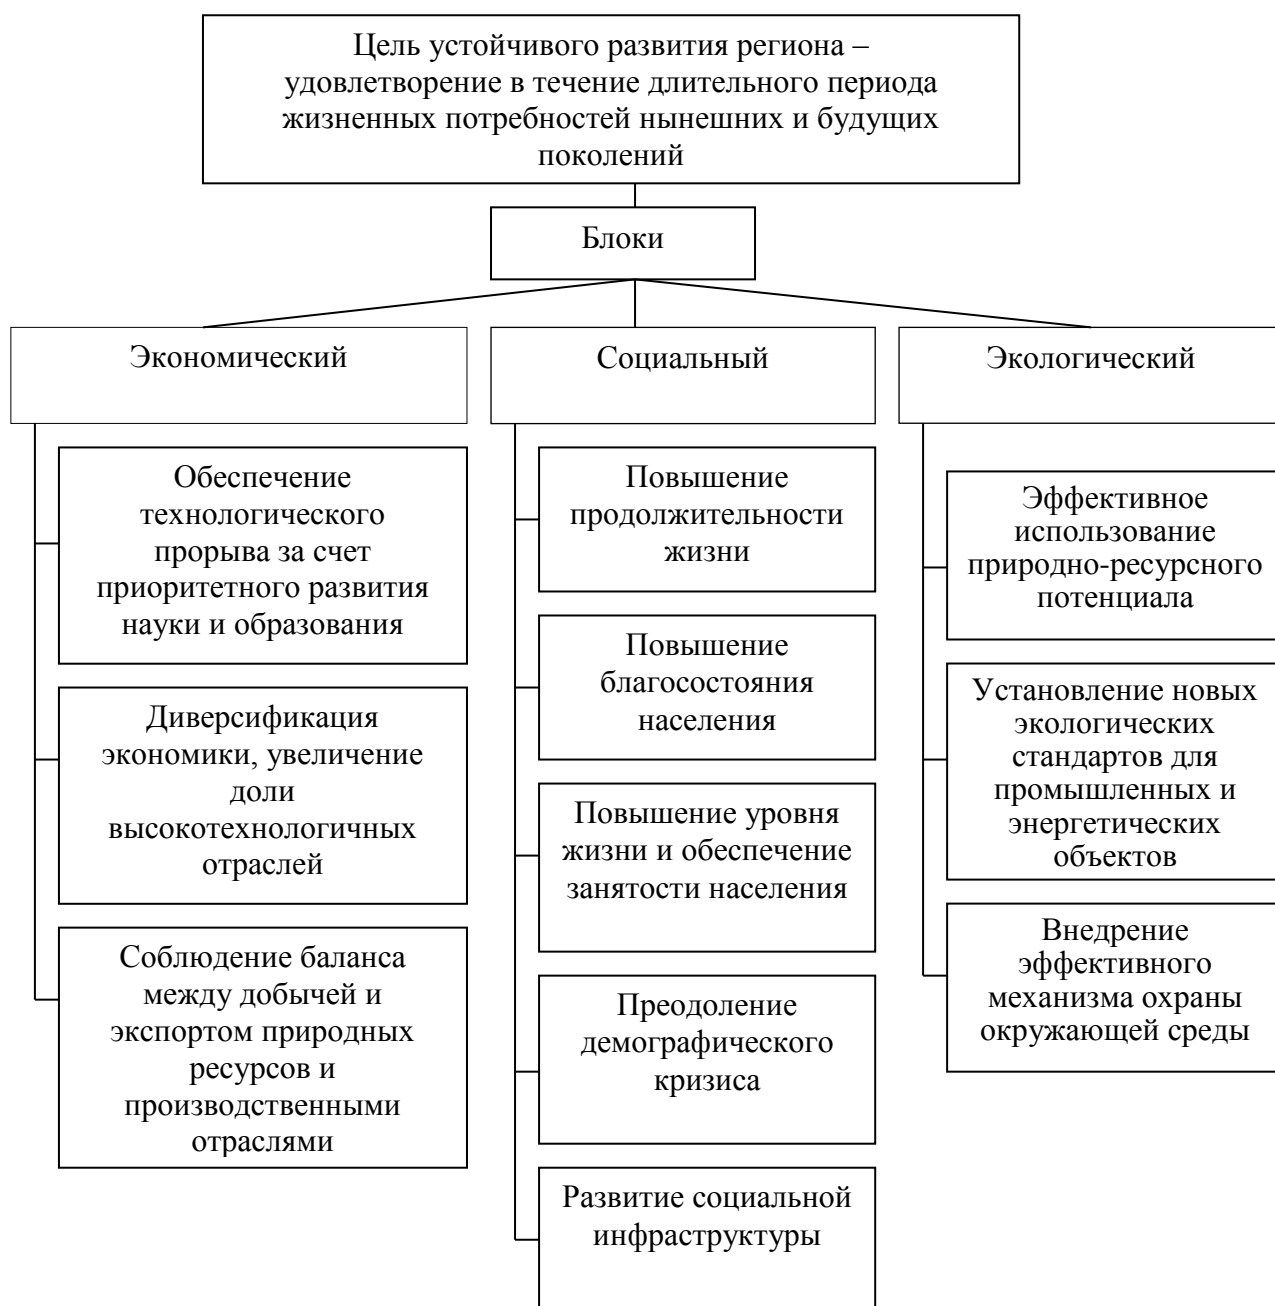 Цель устойчивого развития региона –
удовлетворение в течение длительного периода
жизненных потребностей нынешних и будущих
поколений
Блоки
Экономический
Обеспечение
технологического
прорыва за счет
приоритетного развития
науки и образования
Диверсификация
экономики, увеличение
доли
высокотехнологичных
отраслей
Соблюдение баланса
между добычей и
экспортом природных
ресурсов и
производственными
отраслями
Социальный
Повышение
продолжительности
жизни
Повышение
благосостояния
населения
Повышение уровня
жизни и обеспечение
занятости населения
Преодоление
демографического
кризиса
Развитие социальной
инфраструктуры
Экологический
Эффективное
использование
природно-ресурсного
потенциала
Установление новых
экологических
стандартов для
промышленных и
энергетических
объектов
Внедрение
эффективного
механизма охраны
окружающей среды